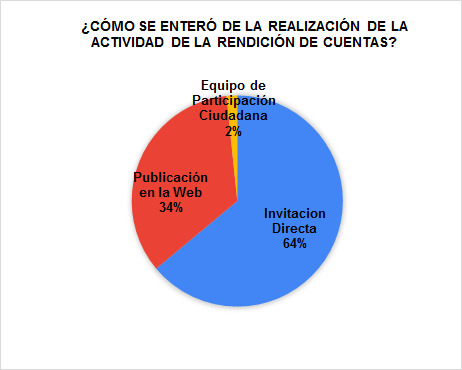 ¿CÓMO SE ENTERÓ DE LA REALIZACIÓN DE LA
ACTIVIDAD DE LA RENDICIÓN DE CUENTAS?
Equipo de
Participación
Ciudadana
2%
Publicación
en la Web
34%
Invitacion
Directa
64%